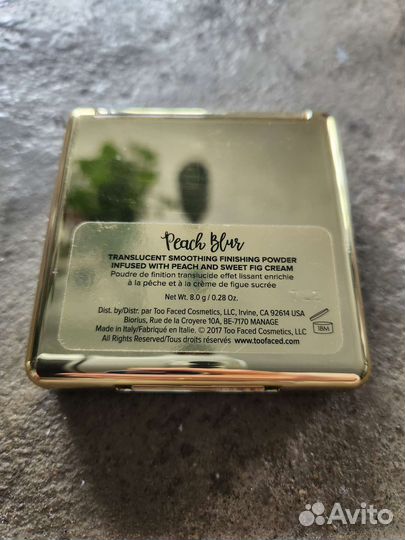 Peach Blur
TRANSLUCENT SMOOTHING FINISHING POWDER
INFUSED WITH PEACH AND SWEET FIG CREAM
Poudre de finition translucide effet lissant enrichie
à la pêche et à la crème de figue sucrée
Net Wt. 8.0 g / 0.28 Oz.
Dist. by/Distr. par Too Faced Cosmetics, LLC, Irvine, CA 92614 USA
Biorius, Rue de la Croyere 10A, BE-7170 MANAGE
Made in Italy/Fabriqué en Italie. © 2017 Too Faced Cosmetics, LLC
All Rights Reserved/Tous droits réservés www.toofaced.com
18M
Avito